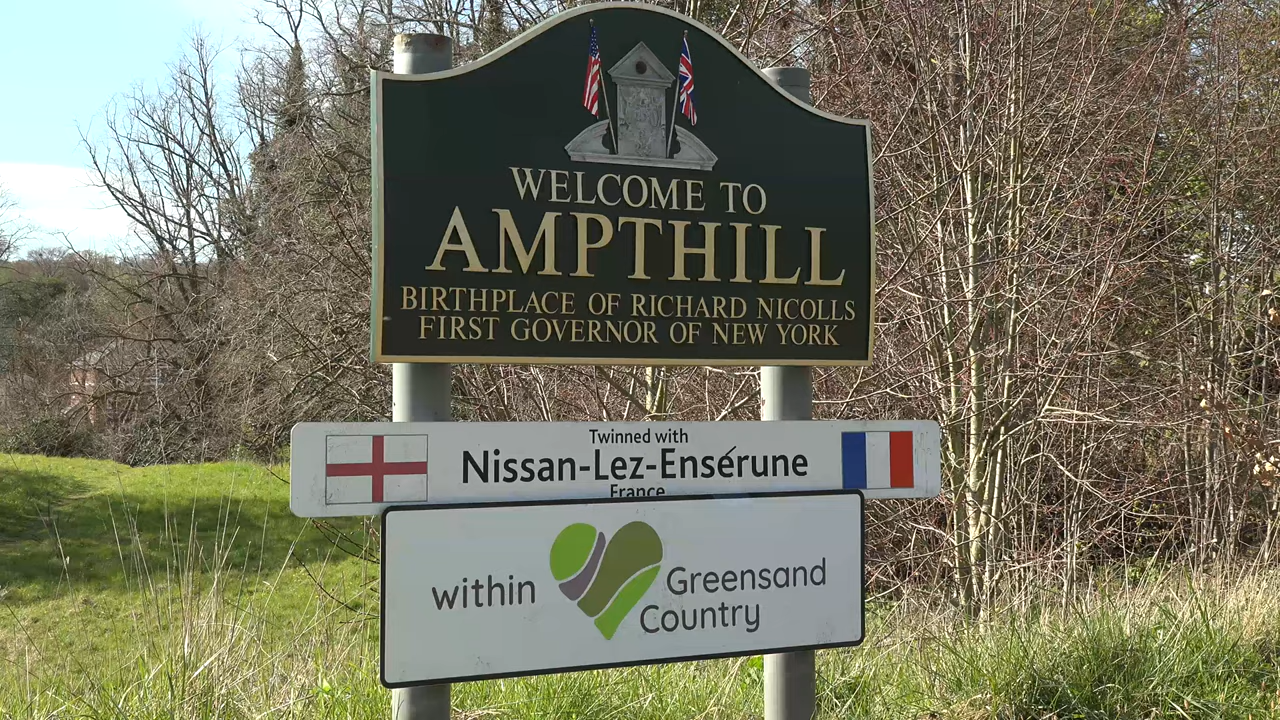 WELCOME TO
AMPTHILL
BIRTHPLACE OF RICHARD NICOLLS
FIRST GOVERNOR OF NEW YORK
Twinned with
Nissan-Lez-Ensérune
France
within
Greensand
Country